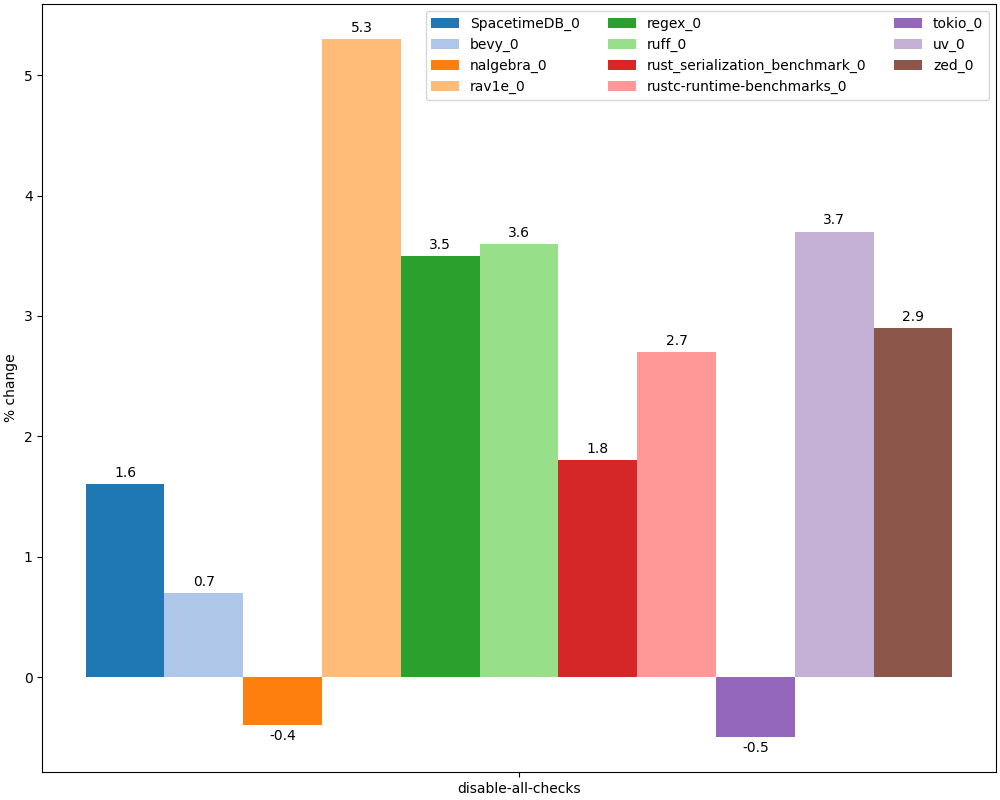 SpacetimeDB_0
bevy_0
nalgebra_0
rav1e_0
regex_0
ruff_0
rust_serialization_benchmark_0
rustc-runtime-benchmarks_0
tokio_0
uv_0
zed_0
% change
5
4
3
2
1
0
1.6
0.7
-0.4
5.3
3.5
3.6
1.8
2.7
-0.5
3.7
2.9
disable-all-checks